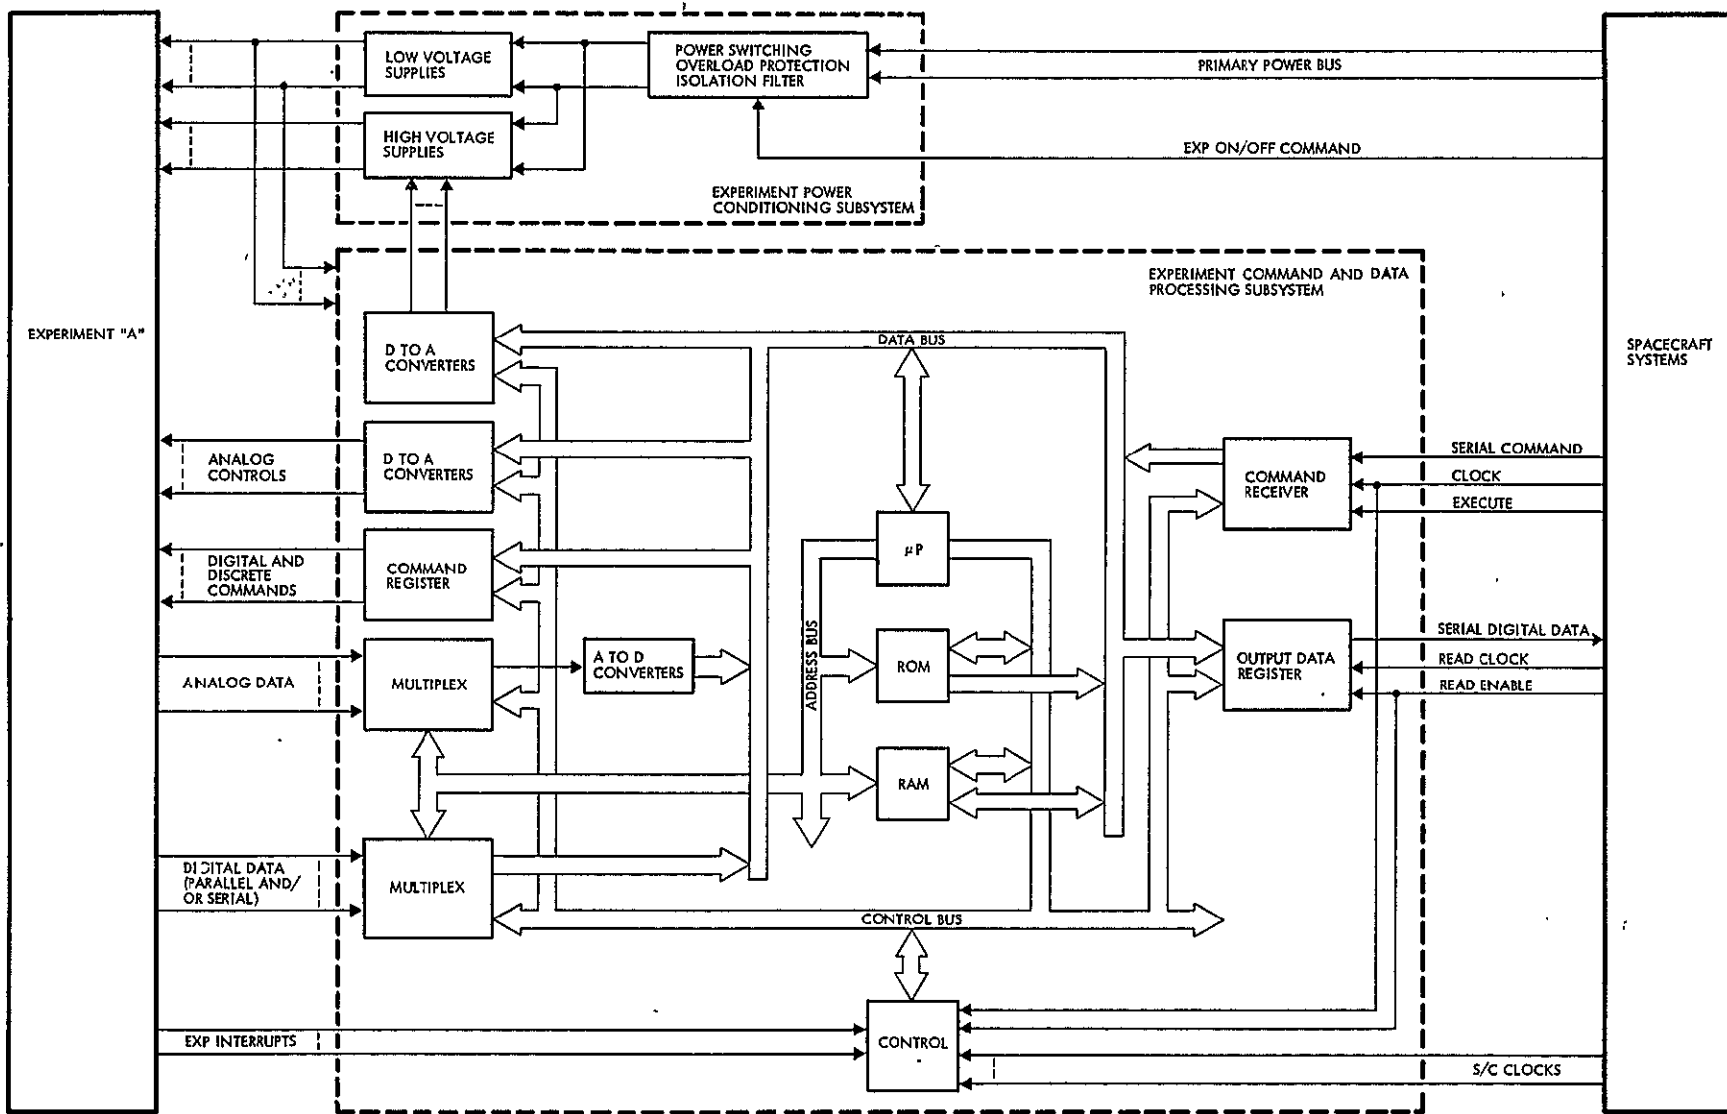 LOW VOLTAGE
SUPPLIES
POWER SWITCHING
OVERLOAD PROTECTION
ISOLATION FILTER
PRIMARY POWER BUS
HIGH VOLTAGE
SUPPLIES
EXP ON/OFF COMMAND
EXPERIMENT POWER
CONDITIONING SUBSYSTEM
EXPERIMENT COMMAND AND DATA
PROCESSING SUBSYSTEM
EXPERIMENT "A"
D TO A
CONVERTERS
DATA BUS
SPACECRAFT
SYSTEMS
ANALOG
CONTROLS
D TO A
CONVERTERS
COMMAND
RECEIVER
SERIAL COMMAND
CLOCK
EXECUTE
DIGITAL AND
DISCRETE
COMMANDS
COMMAND
REGISTER
μP
ADDRESS BUS
ANALOG DATA
MULTIPLEX
A TO D
CONVERTERS
ROM
OUTPUT DATA
REGISTER
SERIAL DIGITAL DATA
READ CLOCK
READ ENABLE
RAM
DIGITAL DATA
(PARALLEL AND/
OR SERIAL)
MULTIPLEX
CONTROL BUS
EXP INTERRUPTS
CONTROL
S/C CLOCKS